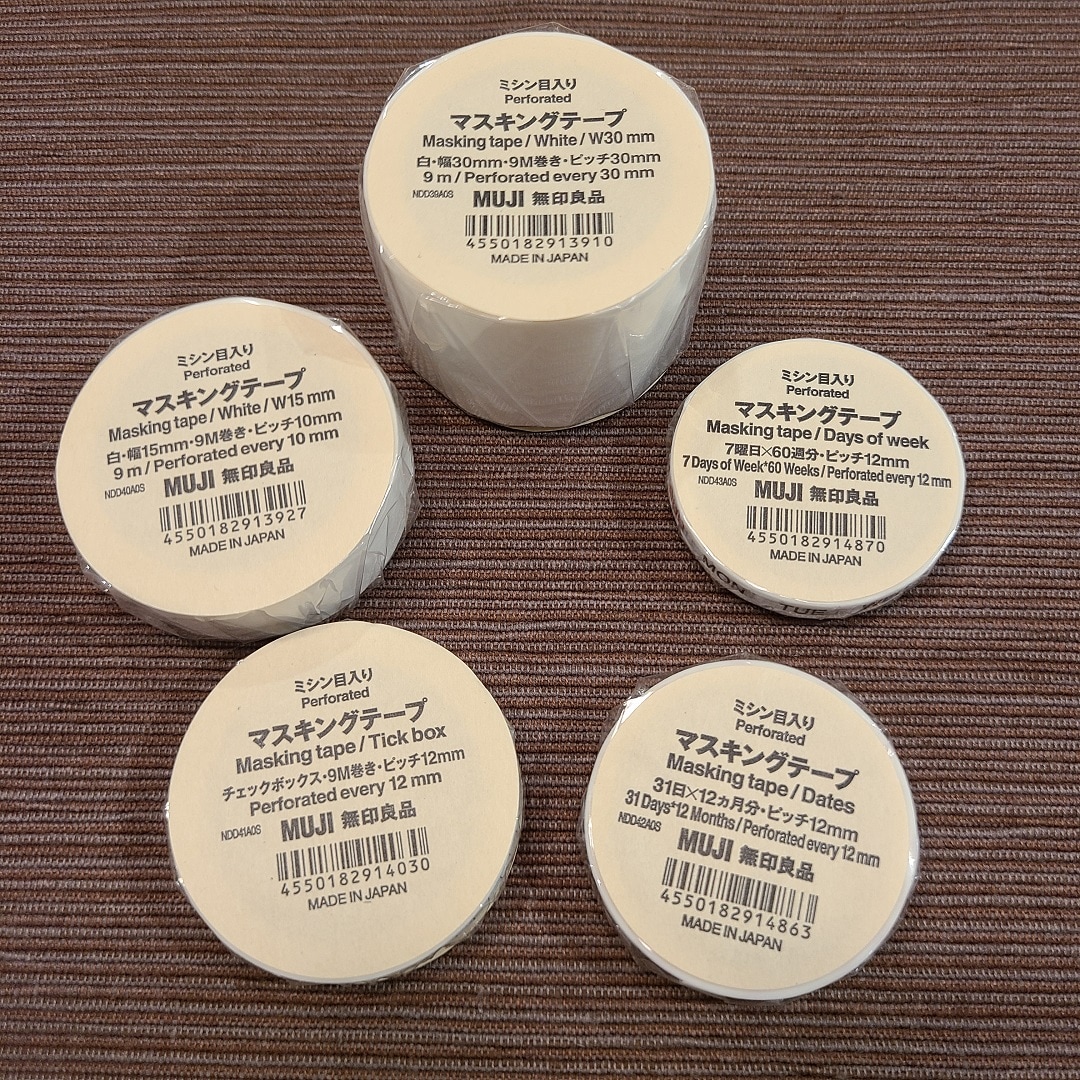 ミシン目入り
Perforated
マスキングテープ
Masking tape / White / W30 mm
白・幅30mm・9M巻き・ピッチ30mm
9 m / Perforated every 30 mm
NDD39A0S MUJI 無印良品
4550182913910
MADE IN JAPAN
ミシン目入り
Perforated
マスキングテープ
Masking tape / White / W15 mm
白・幅15mm・9M巻き・ピッチ10mm
9 m / Perforated every 10 mm
NDD40A0S MUJI 無印良品
4550182913927
MADE IN JAPAN
ミシン目入り
Perforated
マスキングテープ
Masking tape / Days of week
7曜日×60週分・ピッチ12mm
7 Days of Week*60 Weeks / Perforated every 12 mm
NDD43A0S MUJI 無印良品
4550182914870
MADE IN JAPAN
MON TUE
ミシン目入り
Perforated
マスキングテープ
Masking tape / Tick box
チェックボックス・9M巻き・ピッチ12mm
Perforated every 12 mm
NDD41A0S MUJI 無印良品
4550182914030
MADE IN JAPAN
ミシン目入り
Perforated
マスキングテープ
Masking tape / Dates
31日×12ヵ月分・ピッチ12mm
31 Days*12 Months / Perforated every 12 mm
NDD42A0S MUJI 無印良品
4550182914863
MADE IN JAPAN